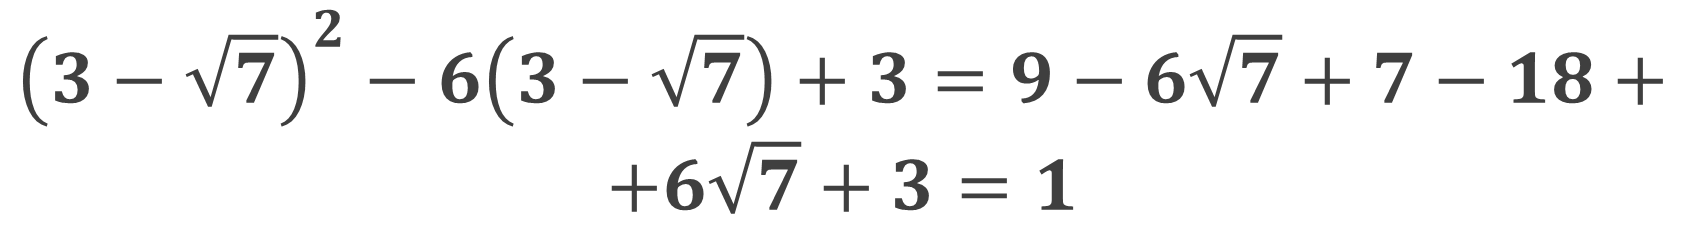 (3 − √7)² − 6(3 − √7) + 3 = 9 − 6√7 + 7 − 18 +
+6√7 + 3 = 1